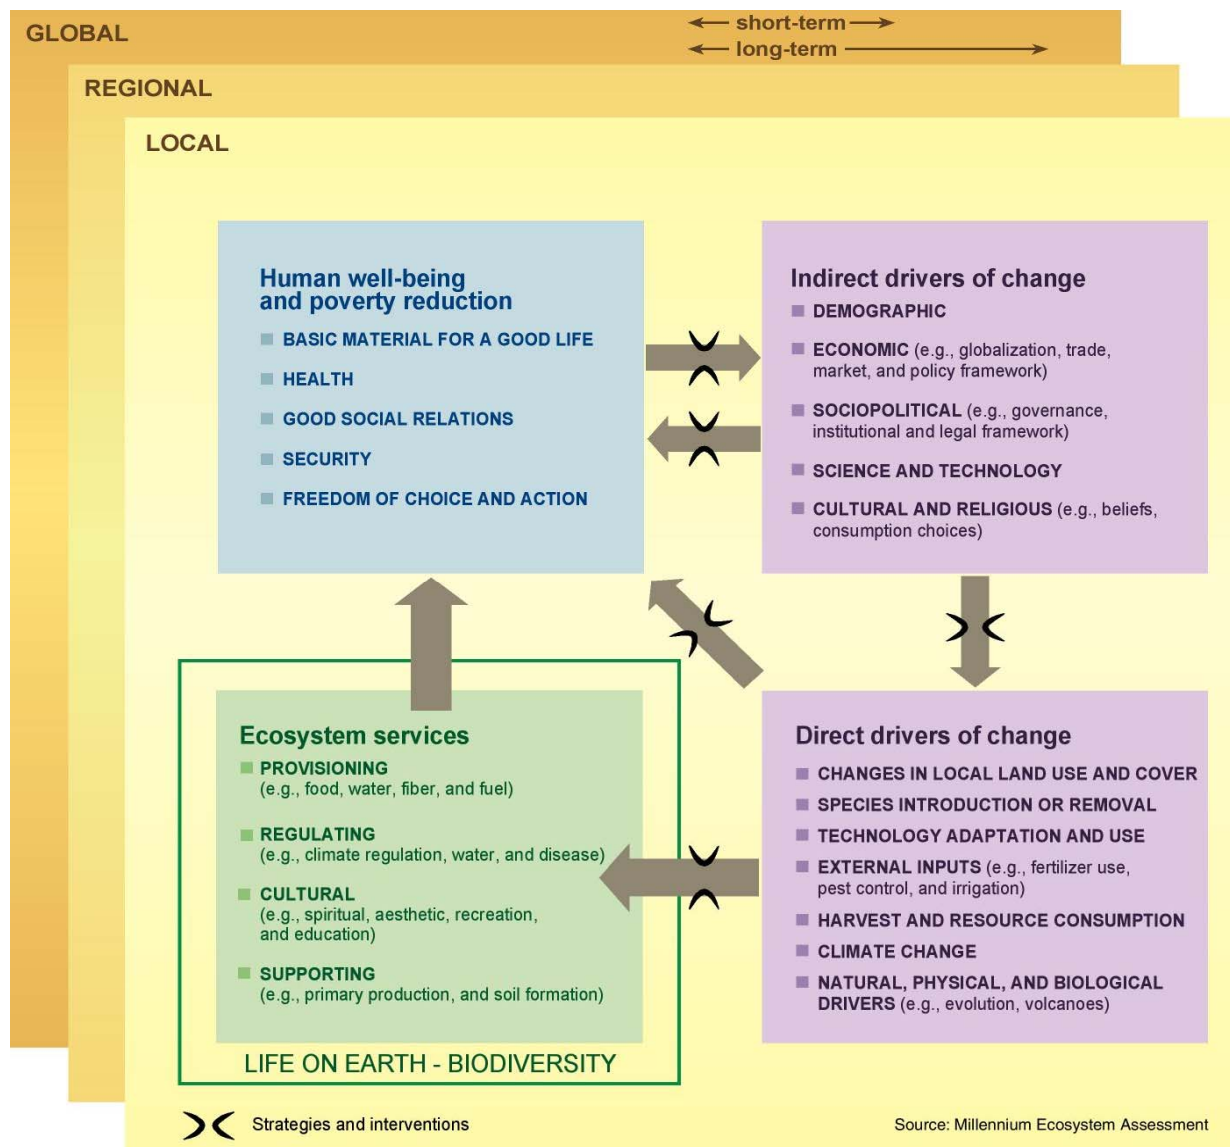 GLOBAL
short-term
long-term
REGIONAL
LOCAL
Human well-being
and poverty reduction
BASIC MATERIAL FOR A GOOD LIFE
HEALTH
GOOD SOCIAL RELATIONS
SECURITY
FREEDOM OF CHOICE AND ACTION
Indirect drivers of change
DEMOGRAPHIC
ECONOMIC (e.g., globalization, trade,
market, and policy framework)
SOCIOPOLITICAL (e.g., governance,
institutional and legal framework)
SCIENCE AND TECHNOLOGY
CULTURAL AND RELIGIOUS (e.g., beliefs,
consumption choices)
Ecosystem services
PROVISIONING
(e.g., food, water, fiber, and fuel)
REGULATING
(e.g., climate regulation, water, and disease)
CULTURAL
(e.g., spiritual, aesthetic, recreation,
and education)
SUPPORTING
(e.g., primary production, and soil formation)
LIFE ON EARTH - BIODIVERSITY
Direct drivers of change
CHANGES IN LOCAL LAND USE AND COVER
SPECIES INTRODUCTION OR REMOVAL
TECHNOLOGY ADAPTATION AND USE
EXTERNAL INPUTS (e.g., fertilizer use,
pest control, and irrigation)
HARVEST AND RESOURCE CONSUMPTION
CLIMATE CHANGE
NATURAL, PHYSICAL, AND BIOLOGICAL
DRIVERS (e.g., evolution, volcanoes)
Strategies and interventions
Source: Millennium Ecosystem Assessment